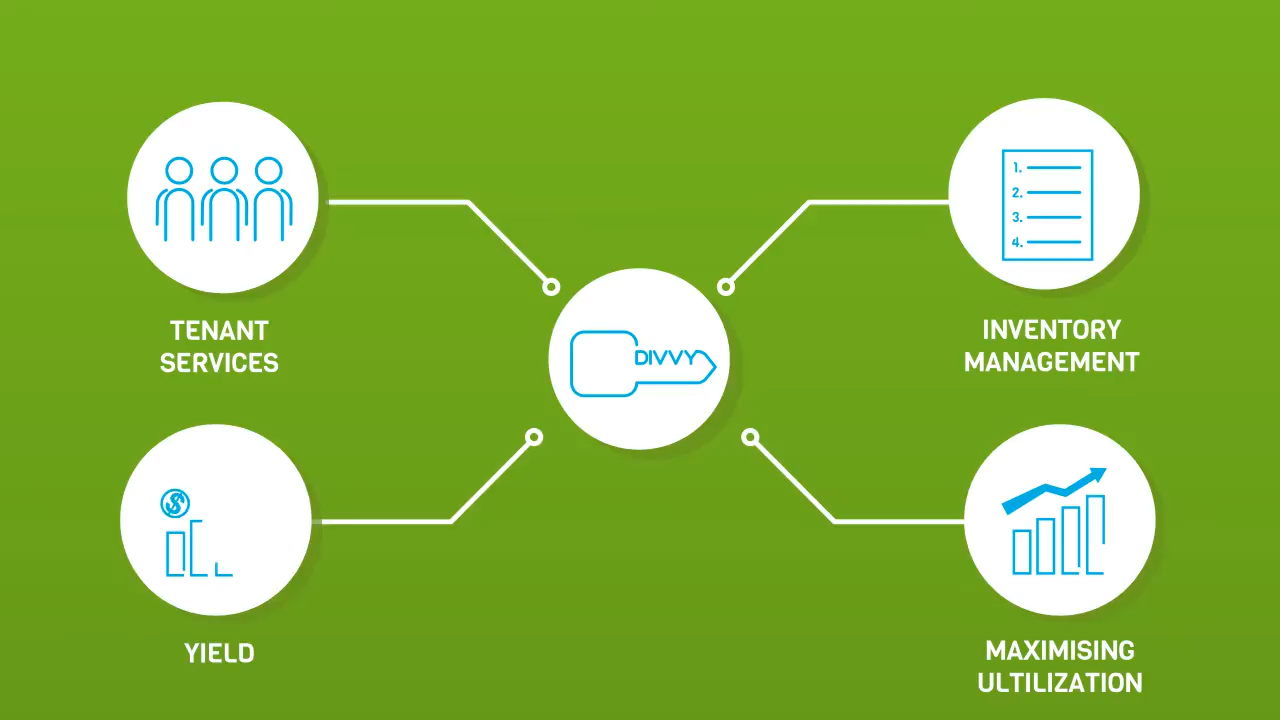 TENANT
SERVICES
1.
2.
3.
4.
INVENTORY
MANAGEMENT
DIVVY
$
YIELD
MAXIMISING
ULTILIZATION